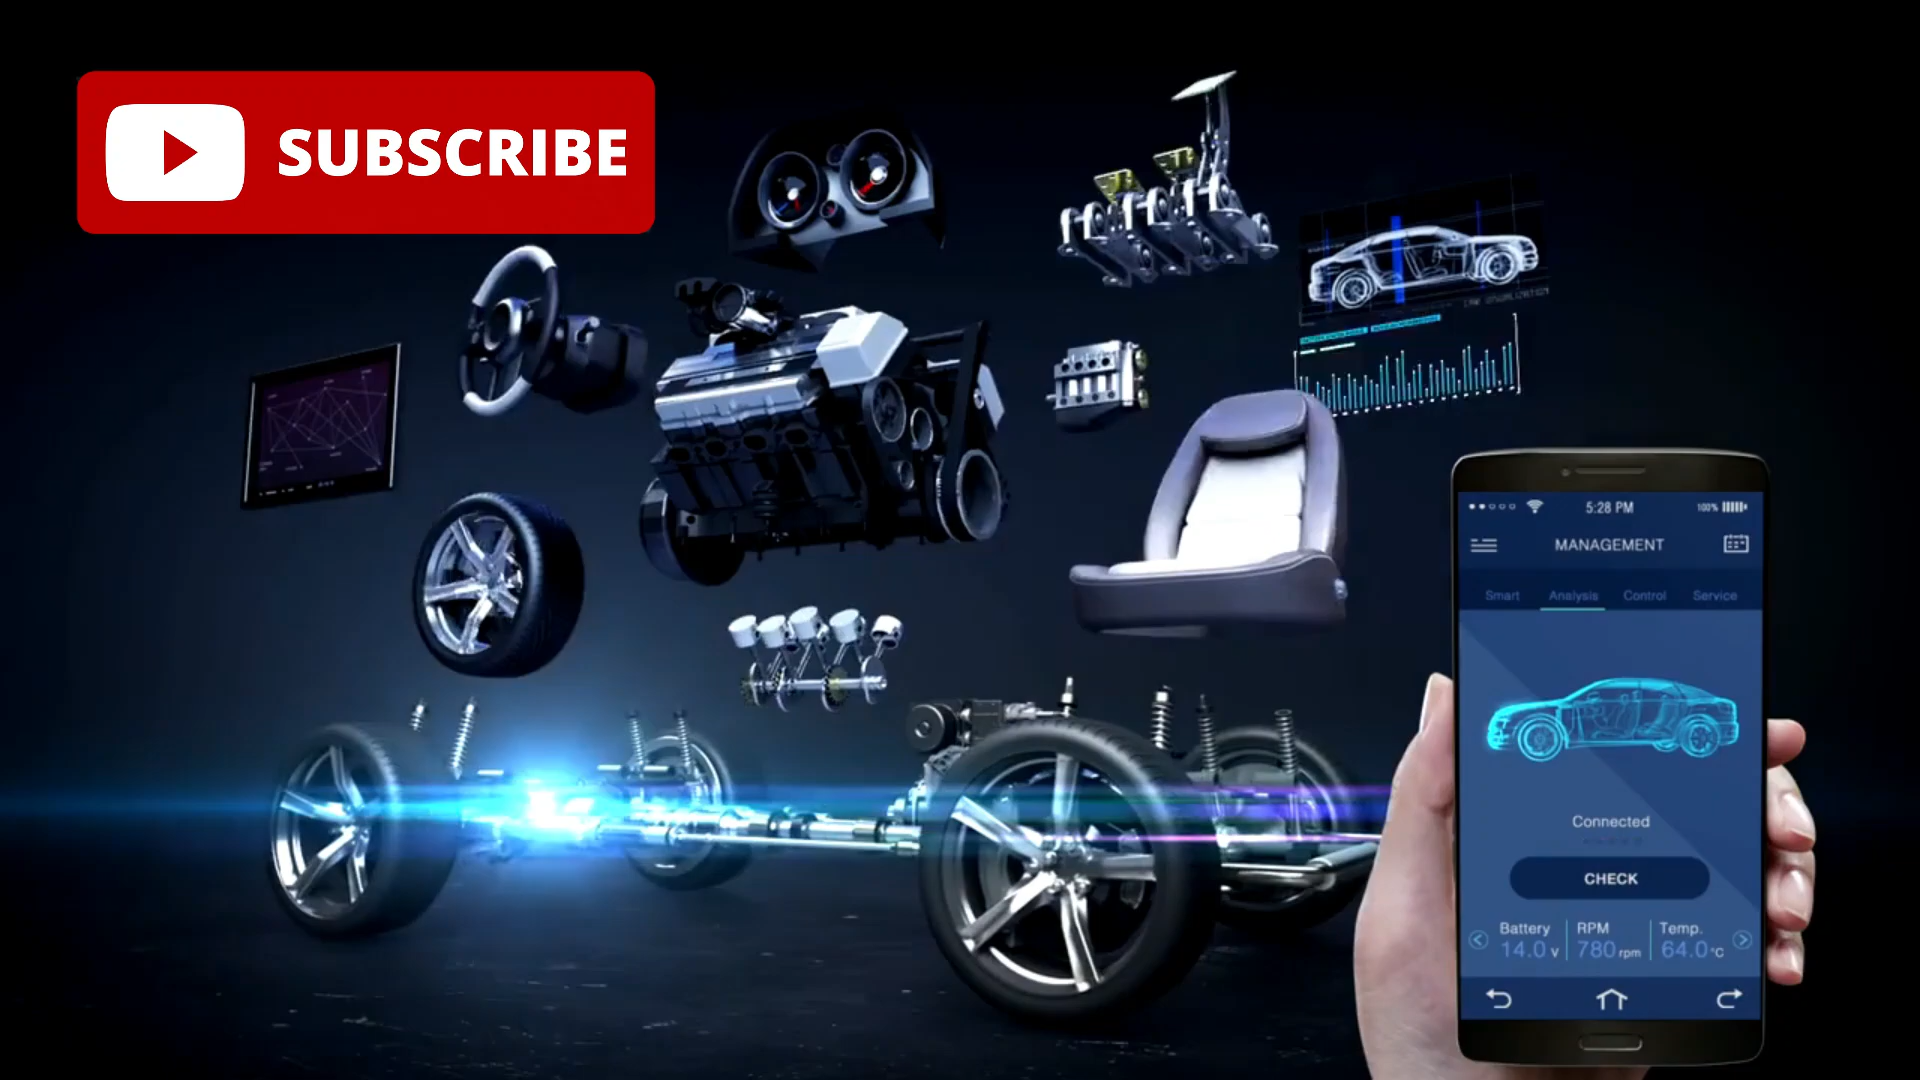 SUBSCRIBE
5:28 PM
100%
MANAGEMENT
Smart Analysis Control Service
Connected
CHECK
Battery RPM Temp.
14.0 V 780 rpm 64.0 °C